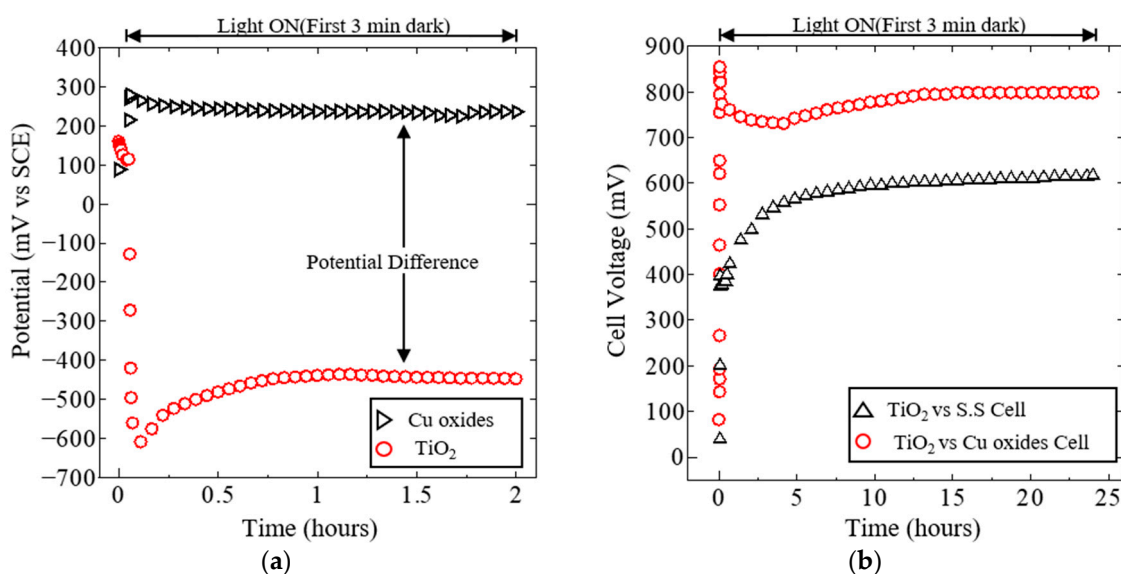 Light ON(First 3 min dark)
400
300
200
100
0
−100
−200
−300
−400
−500
−600
−700
Potential (mV vs SCE)
Potential Difference
Cu oxides
TiO₂
0
0.5
1
1.5
2
Time (hours)
(a)
Light ON(First 3 min dark)
900
800
700
600
500
400
300
200
100
0
Cell Voltage (mV)
TiO₂ vs S.S Cell
TiO₂ vs Cu oxides Cell
0
5
10
15
20
25
Time (hours)
(b)